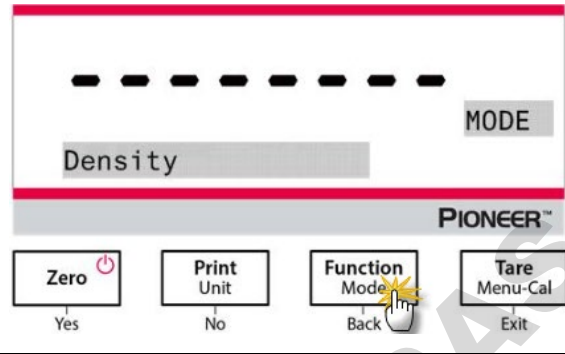 --------
MODE
Density
PIONEER™
Zero Print Function Tare
Unit Mode Menu-Cal
Yes No Back Exit